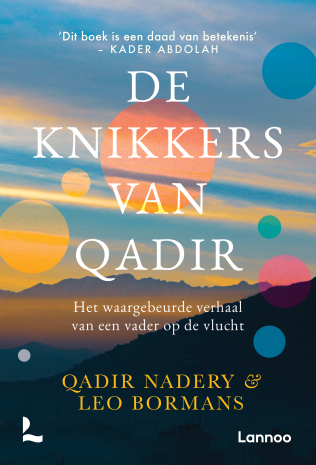 'Dit boek is een daad van betekenis'
– KADER ABDOLAH
DE
KNIKKERS
VAN
QADIR
Het waargebeurde verhaal
van een vader op de vlucht
QADIR NADERY &
LEO BORMANS
L
Lannoo